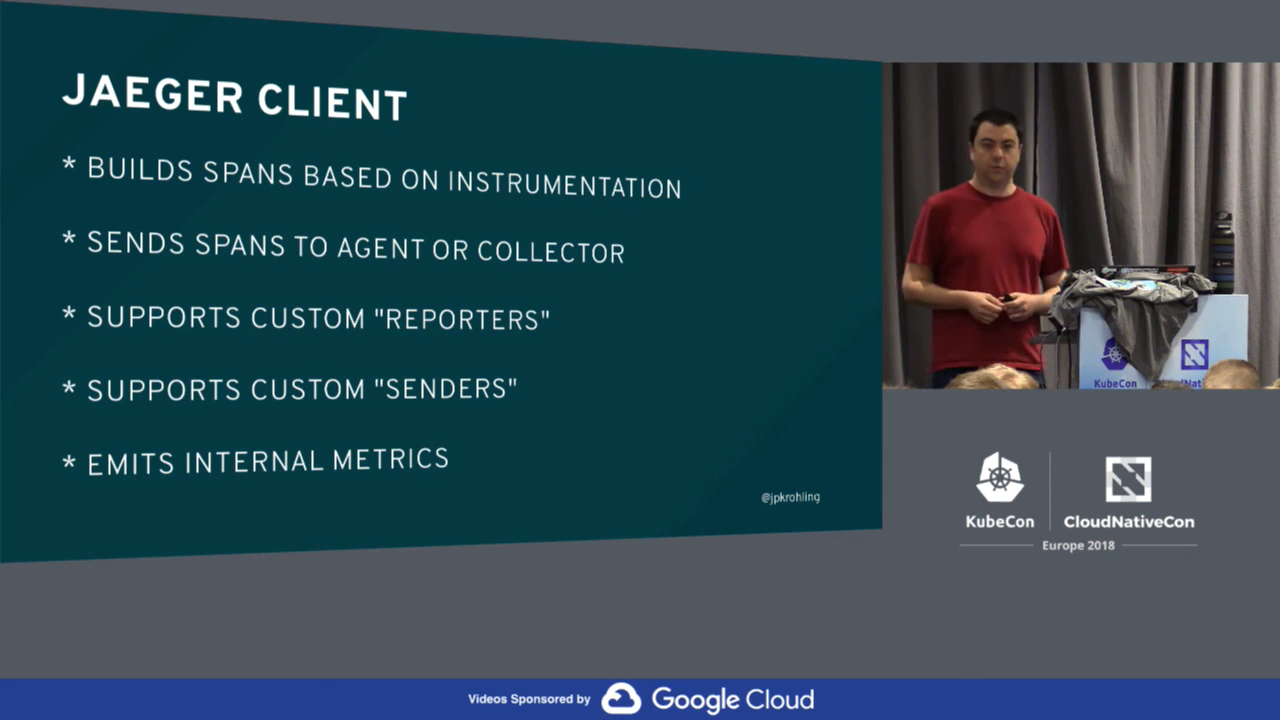 JAEGER CLIENT
* BUILDS SPANS BASED ON INSTRUMENTATION
* SENDS SPANS TO AGENT OR COLLECTOR
* SUPPORTS CUSTOM "REPORTERS"
* SUPPORTS CUSTOM "SENDERS"
* EMITS INTERNAL METRICS
@jpkrohling
KubeCon
KubeCon
CloudNativeCon
Europe 2018
Videos Sponsored by Google Cloud